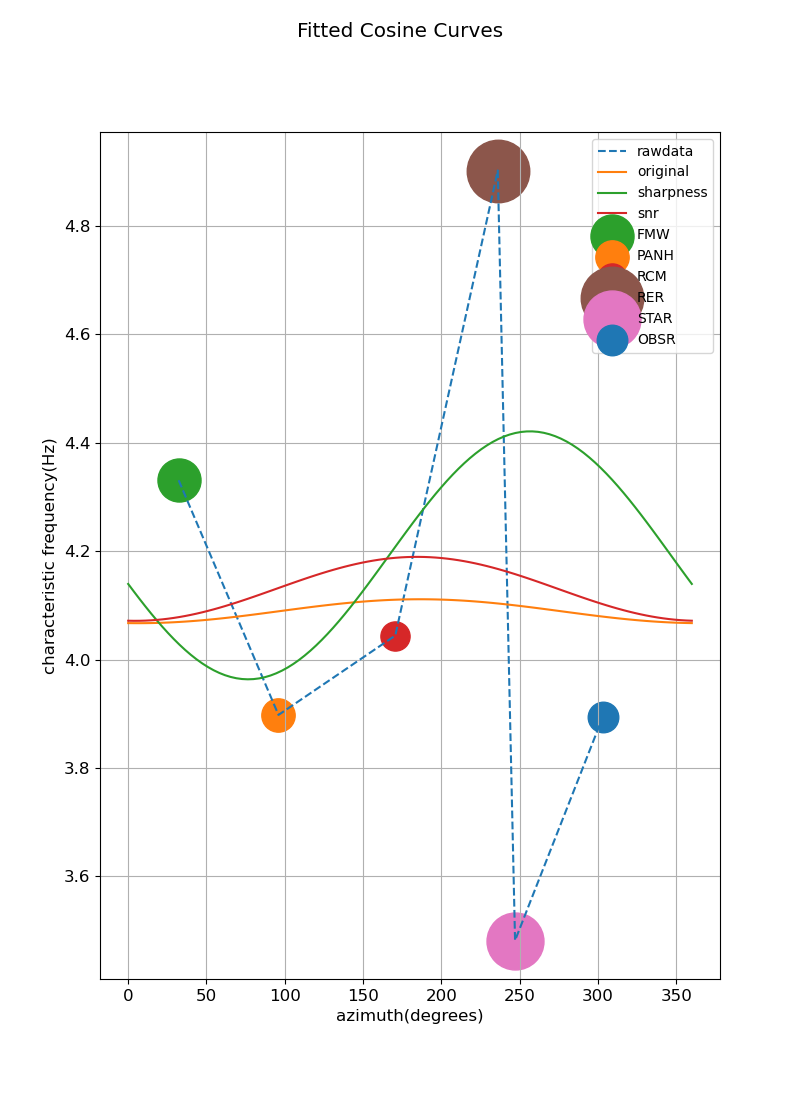 Fitted Cosine Curves
rawdata
original
sharpness
snr
FMW
PANH
RCM
RER
STAR
OBSR
characteristic frequency(Hz)
4.8
4.6
4.4
4.2
4.0
3.8
3.6
0 50 100 150 200 250 300 350
azimuth(degrees)